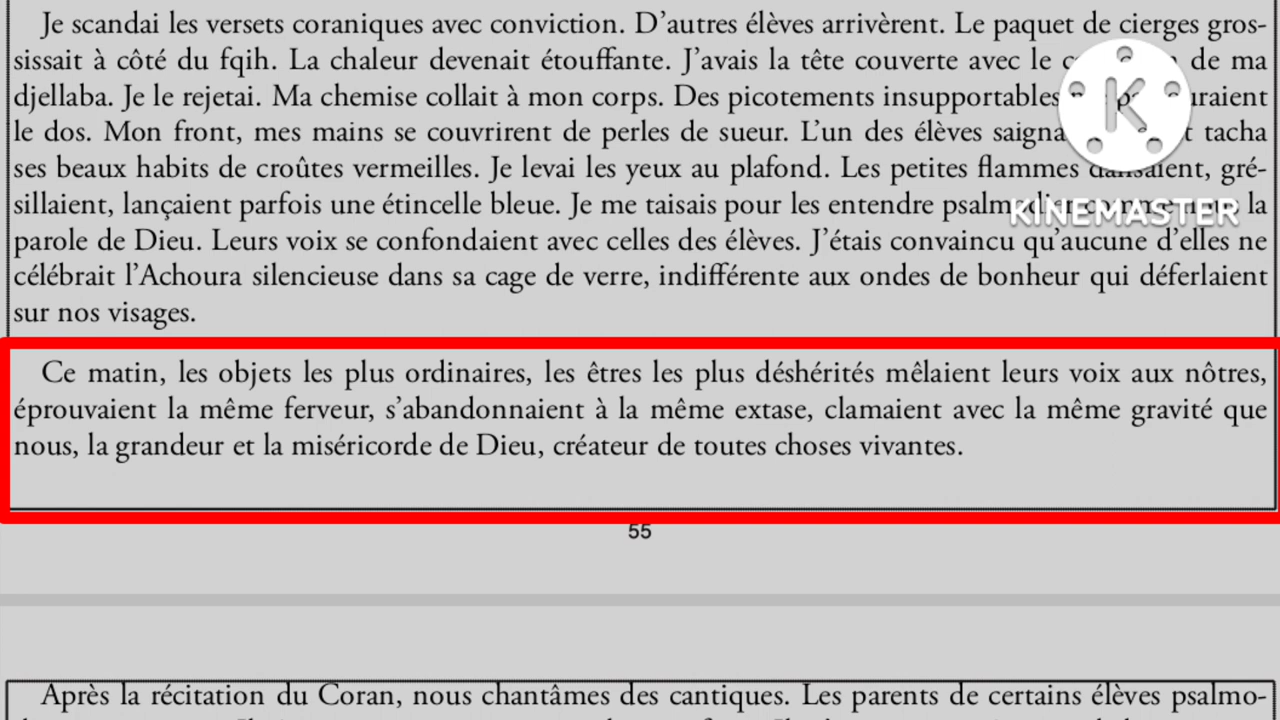 Je scandai les versets coraniques avec conviction. D’autres élèves arrivèrent. Le paquet de cierges gros-
sissait à côté du fqih. La chaleur devenait étouffante. J’avais la tête couverte avec le de ma
djellaba. Je le rejetai. Ma chemise collait à mon corps. Des picotements insupportables
le dos. Mon front, mes mains se couvrirent de perles de sueur. L’un des élèves saigna tacha
ses beaux habits de croûtes vermeilles. Je levai les yeux au plafond. Les petites flammes dansaient, gré-
sillaient, lançaient parfois une étincelle bleue. Je me taisais pour les entendre la
parole de Dieu. Leurs voix se confondaient avec celles des élèves. J’étais convaincu qu’aucune d’elles ne
célébrait l’Achoura silencieuse dans sa cage de verre, indifférente aux ondes de bonheur qui déferlaient
sur nos visages.
Ce matin, les objets les plus ordinaires, les êtres les plus déshérités mêlaient leurs voix aux nôtres,
éprouvaient la même ferveur, s’abandonnaient à la même extase, clamaient avec la même gravité que
nous, la grandeur et la miséricorde de Dieu, créateur de toutes choses vivantes.
55
Après la récitation du Coran, nous chantâmes des cantiques. Les parents de certains élèves psalmo-
K
KINEMASTER